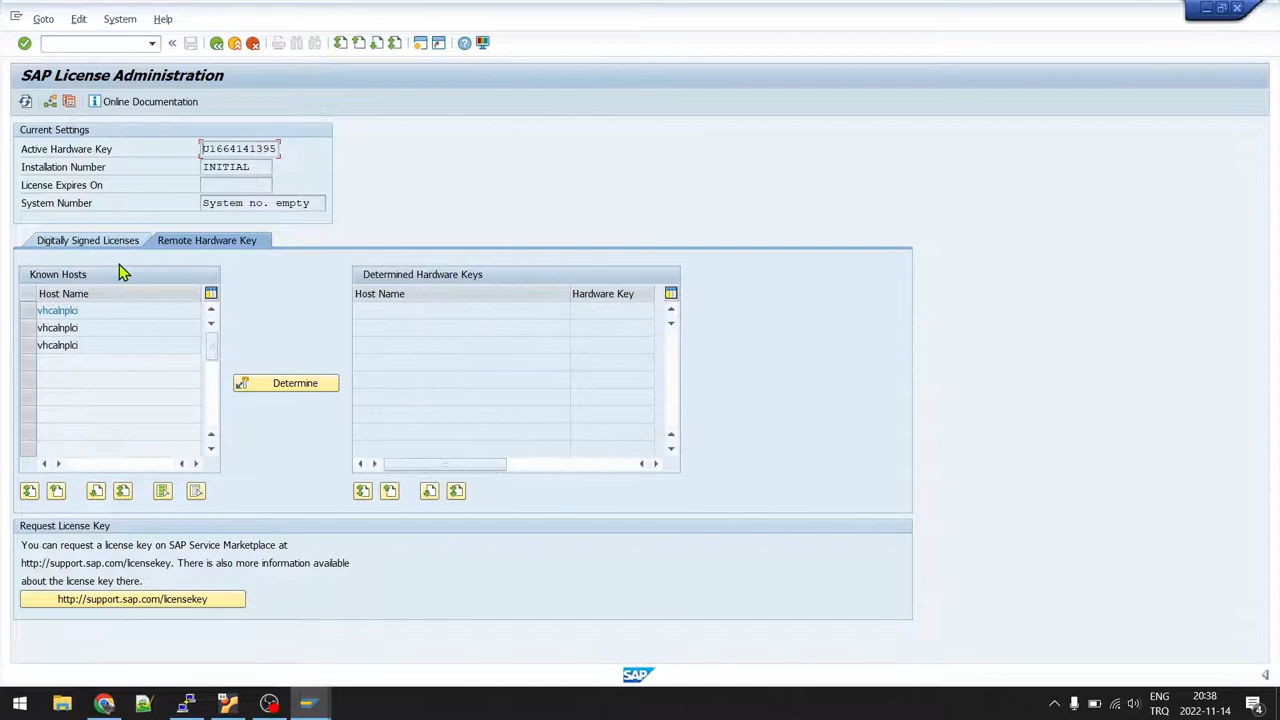 Goto Edit System Help
SAP License Administration
Online Documentation
Current Settings
Active Hardware Key U1664141395
Installation Number INITIAL
License Expires On
System Number System no. empty
Digitally Signed Licenses Remote Hardware Key
Known Hosts Determined Hardware Keys
Host Name Host Name Hardware Key
vhcalnplci
vhcalnplci
vhcalnplci
Determine
Request License Key
You can request a license key on SAP Service Marketplace at
http://support.sap.com/licensekey. There is also more information available
about the license key there.
http://support.sap.com/licensekey
SAP
ENG 20:38
TRQ 2022-11-14 4